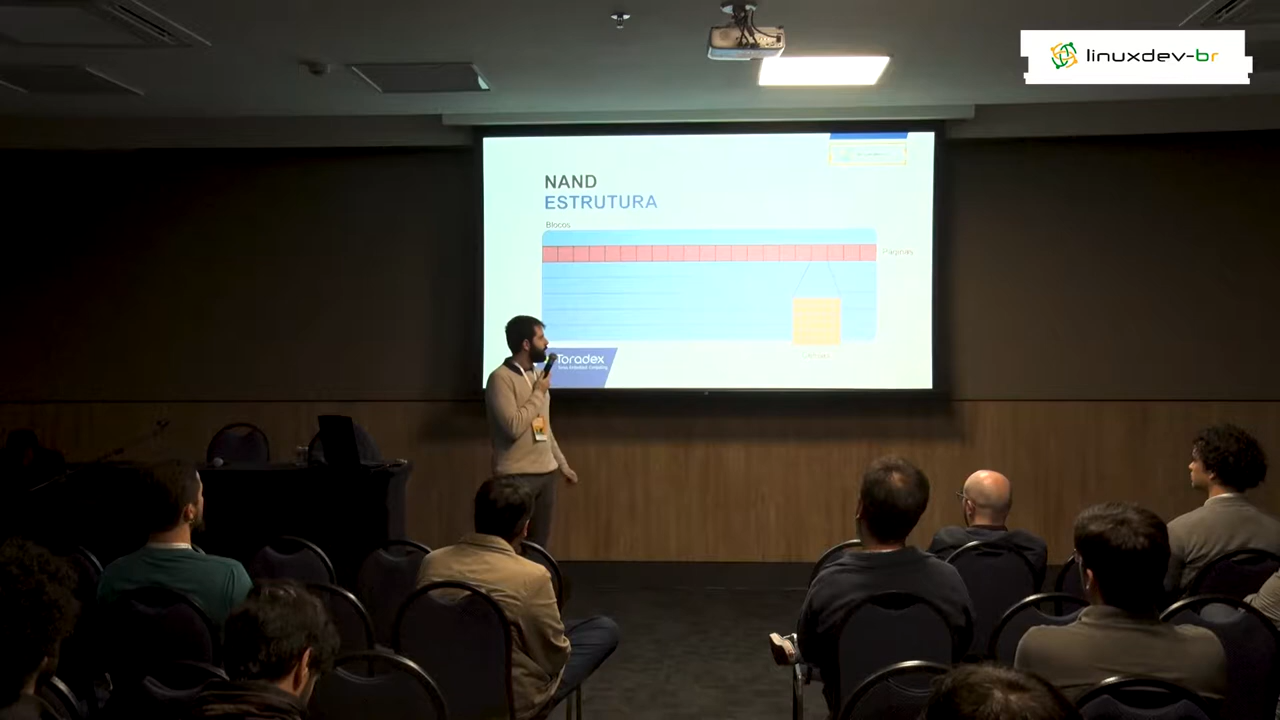 linuxdev-br
NAND
ESTRUTURA
Blocos
Páginas
Toradex